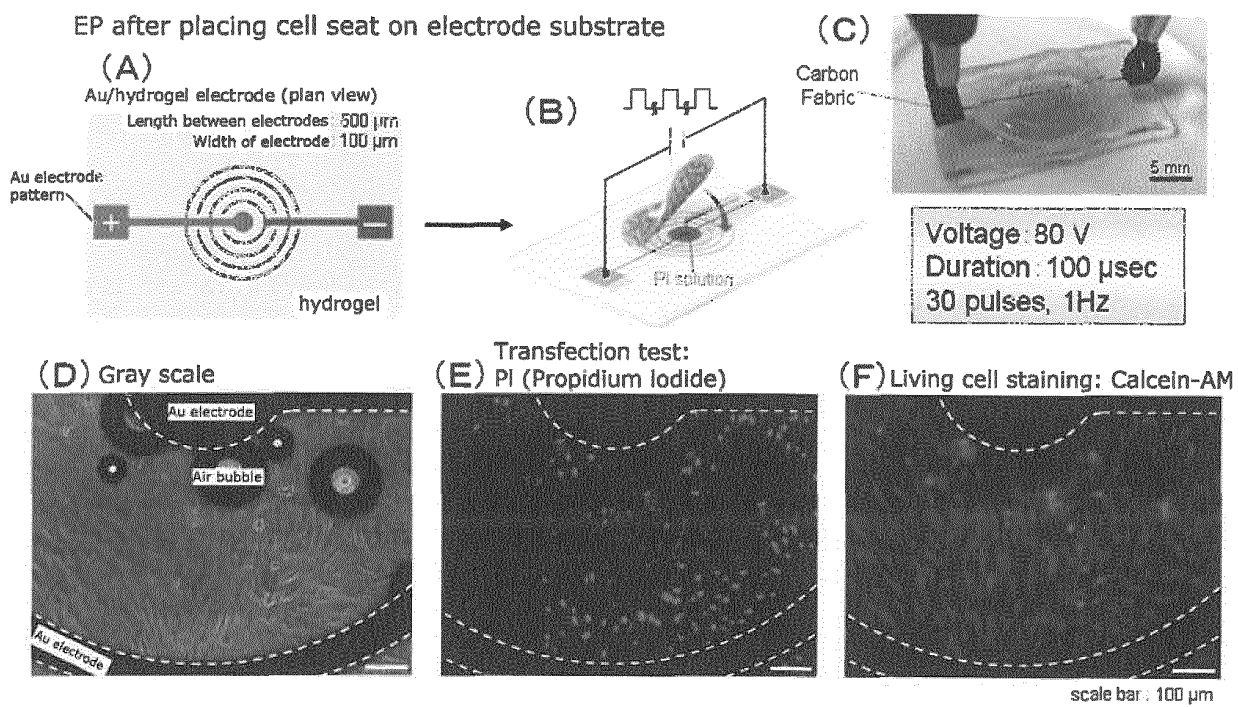 EP after placing cell seat on electrode substrate
(A)
Au/hydrogel electrode (plan view)
Length between electrodes : 500 μm
Width of electrode : 100 μm
Au electrode
pattern
+
−
hydrogel
(B)
PI solution
(C)
Carbon
Fabric
5 mm
Voltage : 80 V
Duration : 100 μsec
30 pulses, 1Hz
(D) Gray scale
Au electrode
Air bubble
Au electrode
(E) Transfection test:
PI (Propidium Iodide)
(F) Living cell staining: Calcein-AM
scale bar : 100 μm